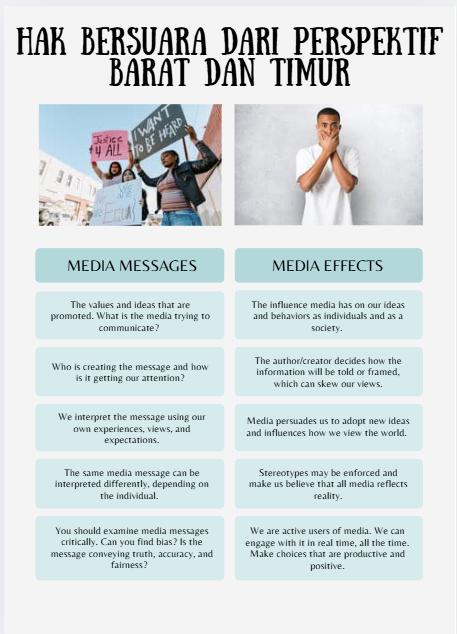 HAK BERSUARA DARI PERSPEKTIF
BARAT DAN TIMUR
Justice
4 ALL
I WANT
TO BE HEARD
WE
ARE
EQUAL
MEDIA MESSAGES
The values and ideas that are
promoted. What is the media trying to
communicate?
Who is creating the message and how
is it getting our attention?
We interpret the message using our
own experiences, views, and
expectations.
The same media message can be
interpreted differently, depending on
the individual.
You should examine media messages
critically. Can you find bias? Is the
message conveying truth, accuracy, and
fairness?
MEDIA EFFECTS
The influence media has on our ideas
and behaviors as individuals and as a
society.
The author/creator decides how the
information will be told or framed,
which can skew our views.
Media persuades us to adopt new ideas
and influences how we view the world.
Stereotypes may be enforced and
make us believe that all media reflects
reality.
We are active users of media. We can
engage with it in real time, all the time.
Make choices that are productive and
positive.